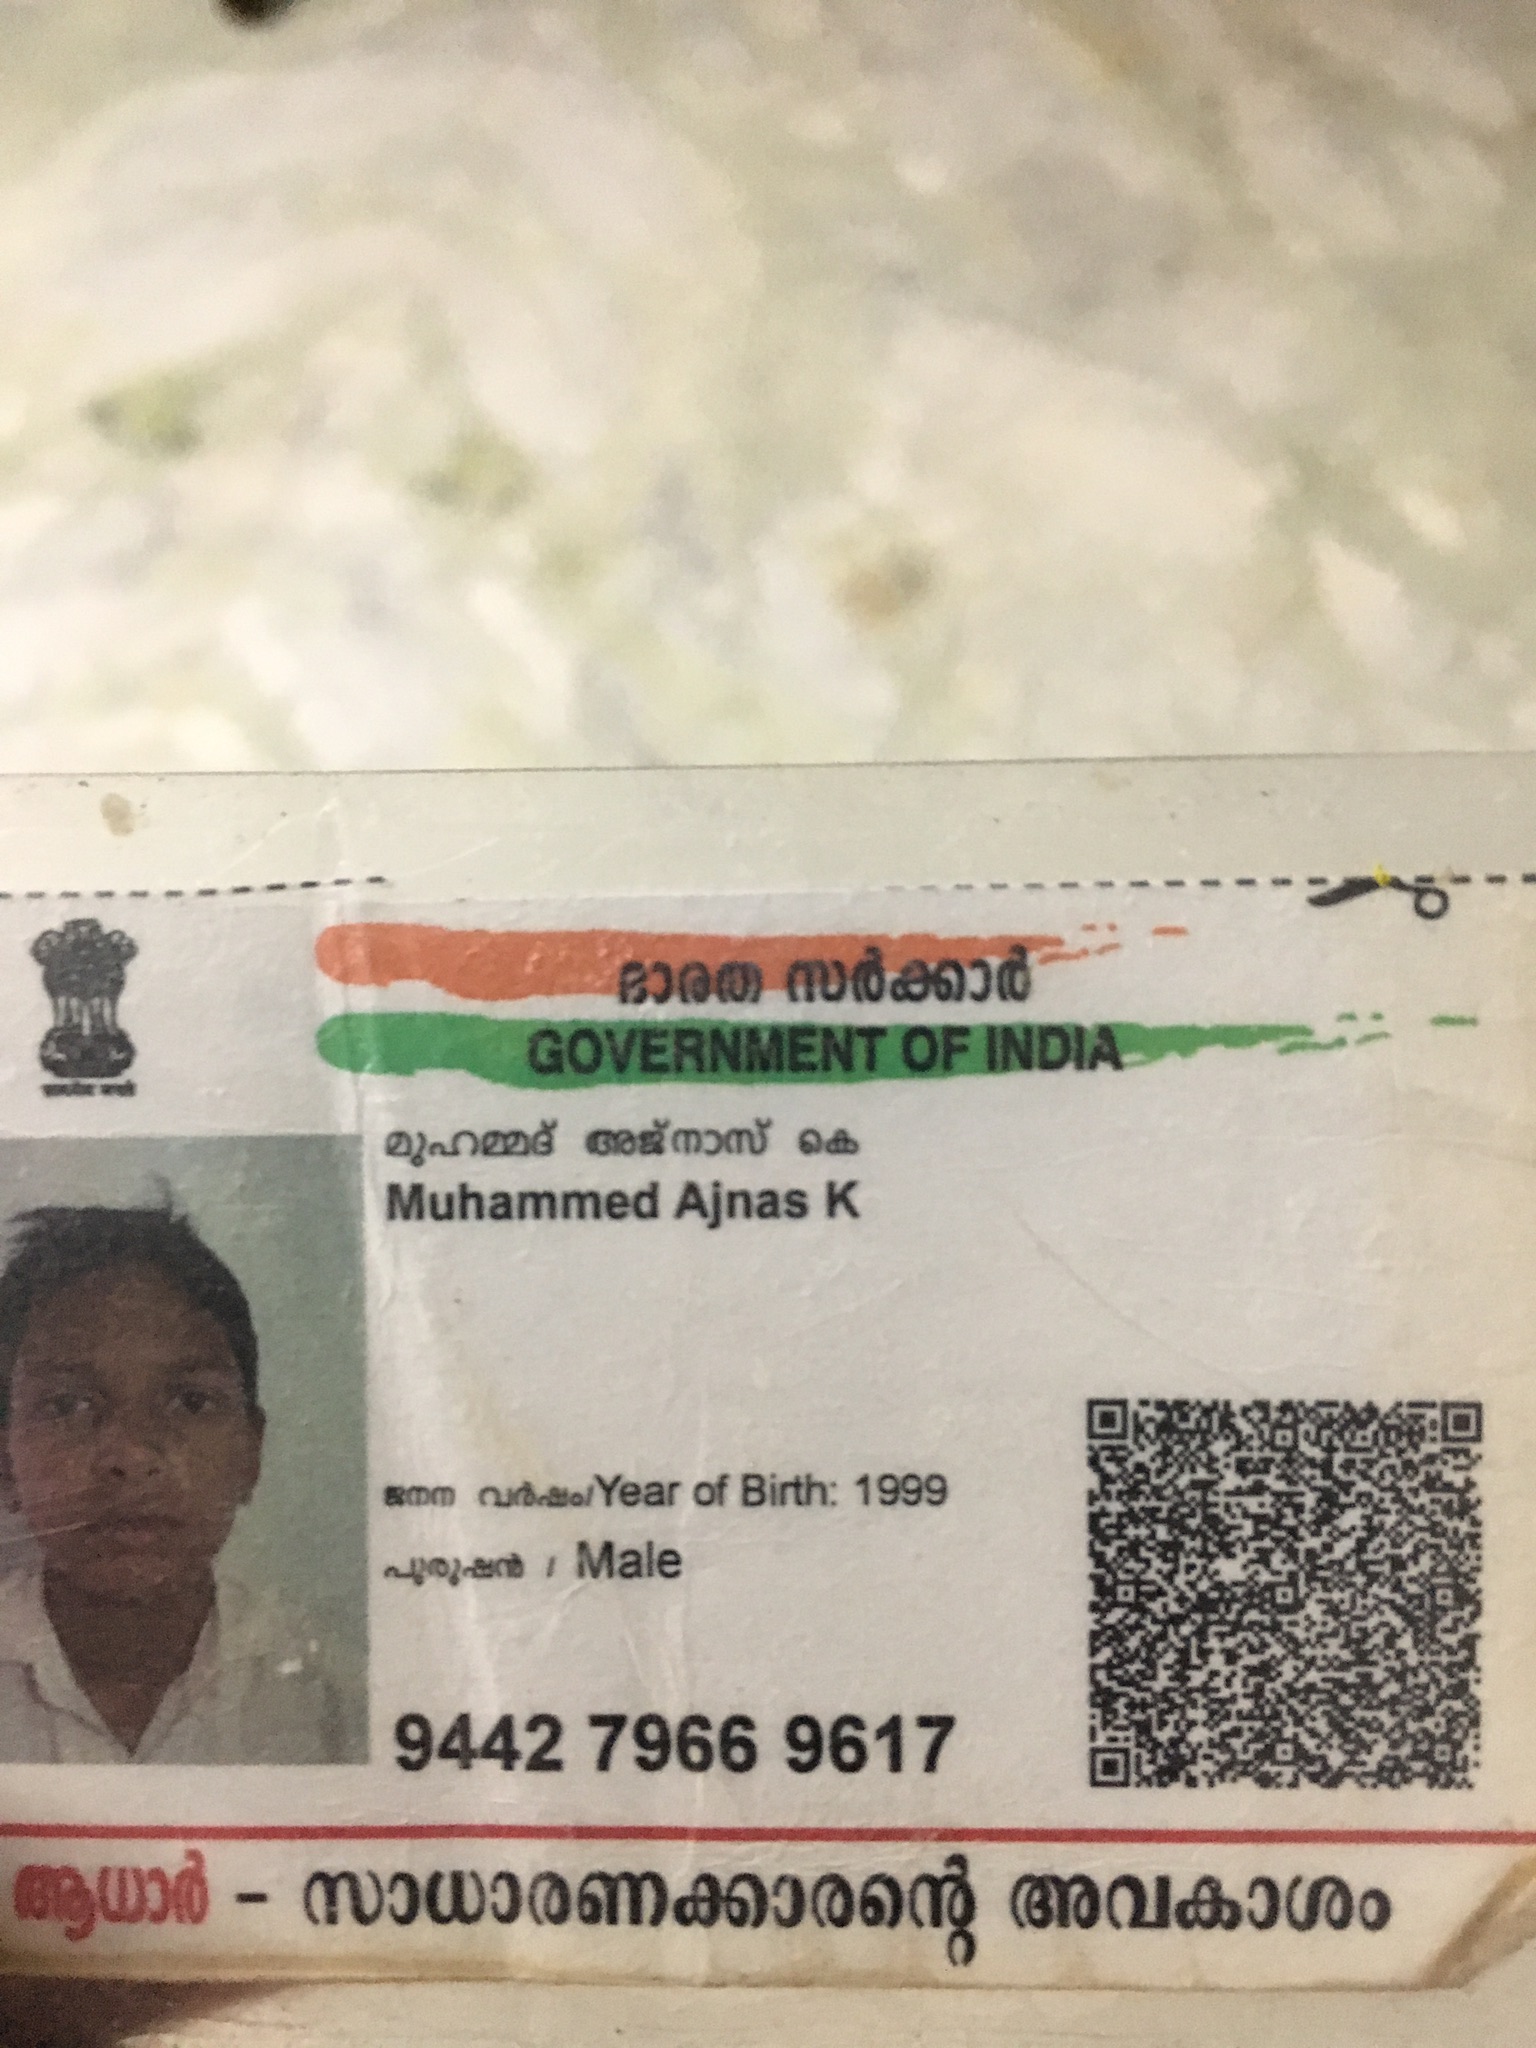 ഭാരത സർക്കാർ
GOVERNMENT OF INDIA
മുഹമ്മദ് അജ്നാസ് കെ
Muhammed Ajnas K
ജനന വർഷം/Year of Birth: 1999
പുരുഷൻ / Male
9442 7966 9617
ആധാർ - സാധാരണക്കാരന്റെ അവകാശം